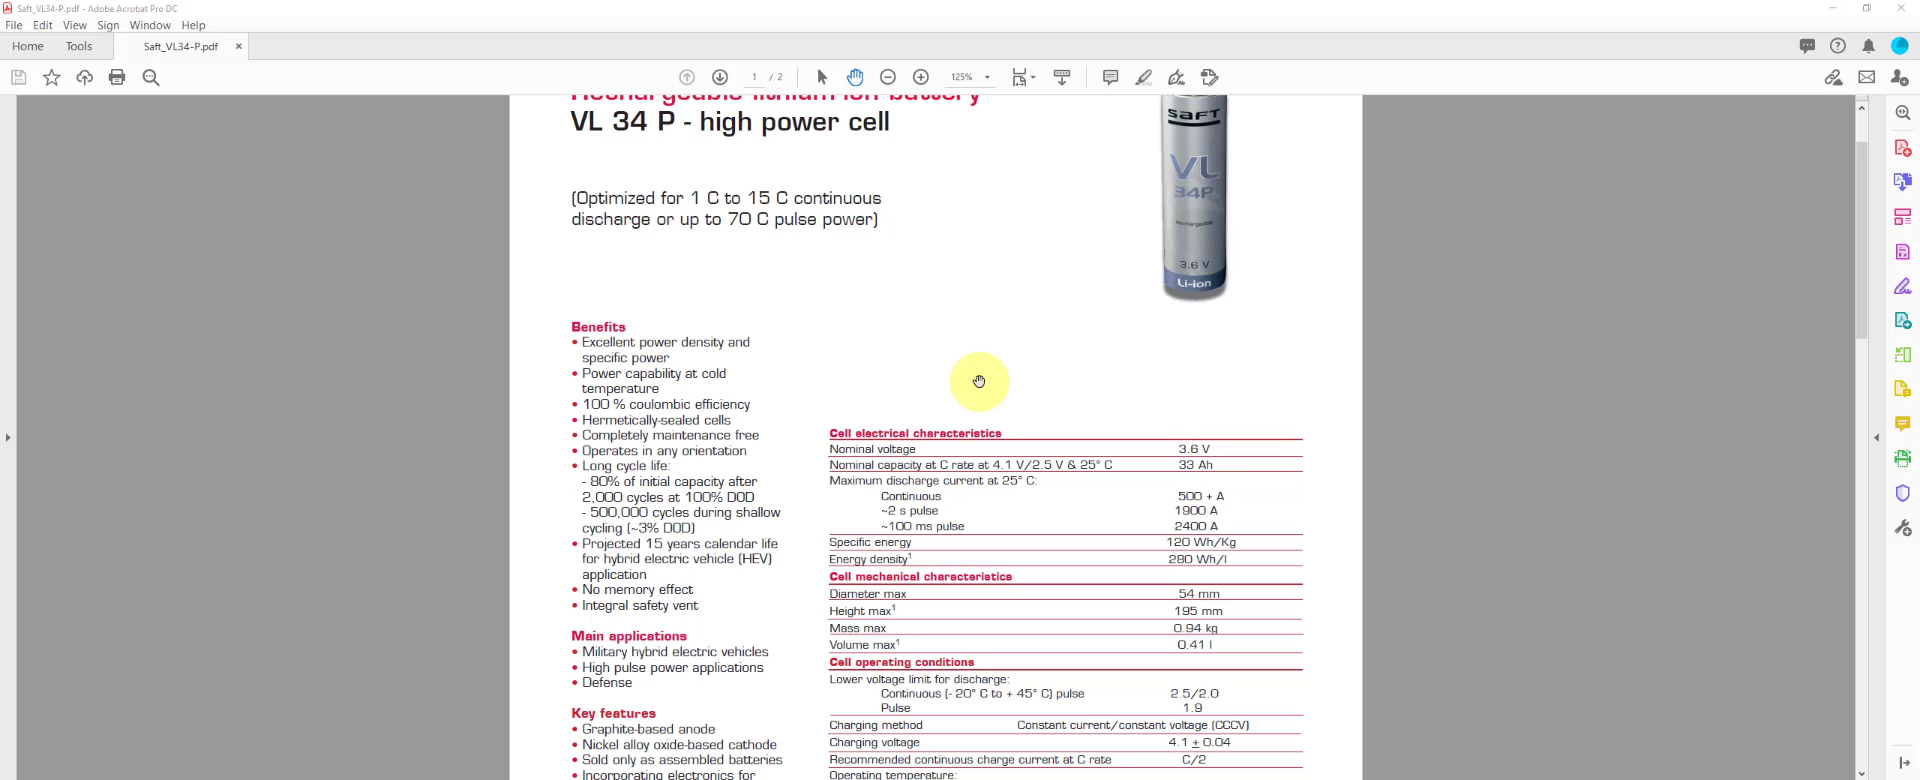 Saft_VL34-P.pdf - Adobe Acrobat Pro DC
File Edit View Sign Window Help
Home Tools Saft_VL34-P.pdf ×
1 / 2 125%
Rechargeable lithium-ion battery
VL 34 P - high power cell
(Optimized for 1 C to 15 C continuous
discharge or up to 70 C pulse power)
SAFT
VL
34P
Rechargeable
3.6 V
Li-ion
Benefits
• Excellent power density and
specific power
• Power capability at cold
temperature
• 100 % coulombic efficiency
• Hermetically-sealed cells
• Completely maintenance free
• Operates in any orientation
• Long cycle life:
- 80% of initial capacity after
2,000 cycles at 100% DOD
- 500,000 cycles during shallow
cycling (~3% DOD)
• Projected 15 years calendar life
for hybrid electric vehicle (HEV)
application
• No memory effect
• Integral safety vent
Main applications
• Military hybrid electric vehicles
• High pulse power applications
• Defense
Key features
• Graphite-based anode
• Nickel alloy oxide-based cathode
• Sold only as assembled batteries
• Incorporating electronics for
Cell electrical characteristics
Nominal voltage 3.6 V
Nominal capacity at C rate at 4.1 V/2.5 V & 25° C 33 Ah
Maximum discharge current at 25° C:
Continuous 500 + A
~2 s pulse 1900 A
~100 ms pulse 2400 A
Specific energy 120 Wh/Kg
Energy density¹ 280 Wh/l
Cell mechanical characteristics
Diameter max 54 mm
Height max¹ 195 mm
Mass max 0.94 kg
Volume max¹ 0.41 l
Cell operating conditions
Lower voltage limit for discharge:
Continuous (- 20° C to + 45° C) pulse 2.5/2.0
Pulse 1.9
Charging method Constant current/constant voltage (CCCV)
Charging voltage 4.1 ± 0.04
Recommended continuous charge current at C rate C/2
Operating temperature: